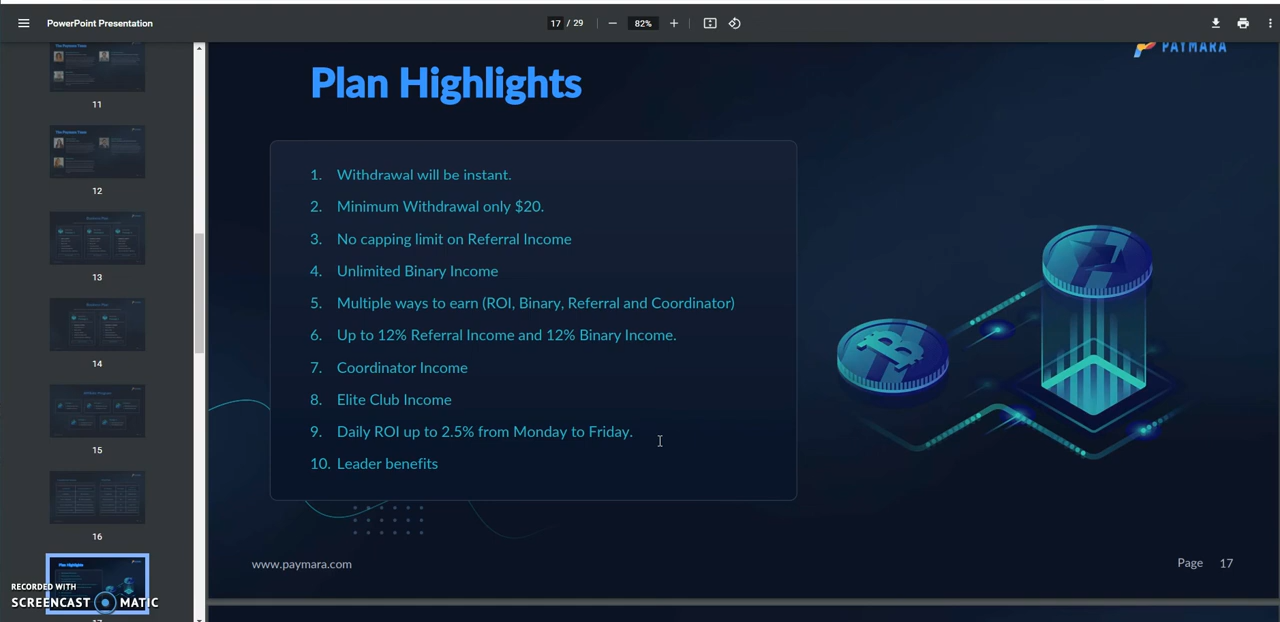 PowerPoint Presentation
17 / 29
82%
11
12
13
14
15
16
RECORDED WITH
SCREENCAST MATIC
PAYMARA
Plan Highlights
1. Withdrawal will be instant.
2. Minimum Withdrawal only $20.
3. No capping limit on Referral Income
4. Unlimited Binary Income
5. Multiple ways to earn (ROI, Binary, Referral and Coordinator)
6. Up to 12% Referral Income and 12% Binary Income.
7. Coordinator Income
8. Elite Club Income
9. Daily ROI up to 2.5% from Monday to Friday.
10. Leader benefits
www.paymara.com
Page 17